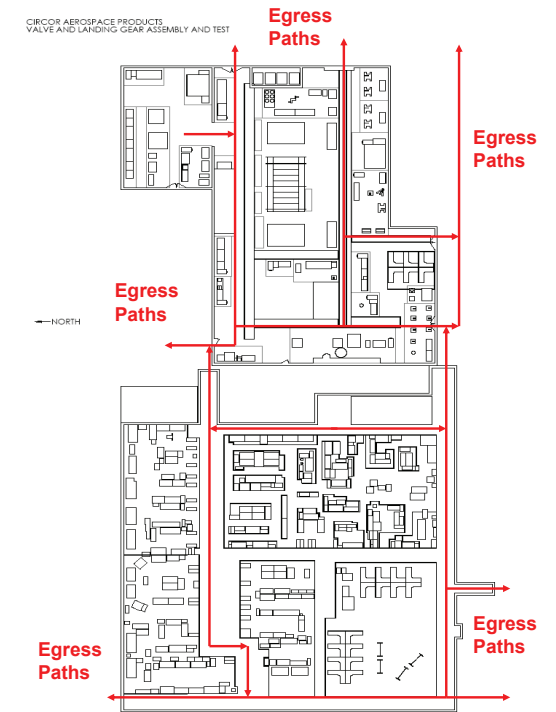 CIRCOR AEROSPACE PRODUCTS
VALVE AND LANDING GEAR ASSEMBLY AND TEST
Egress
Paths
Egress
Paths
Egress
Paths
NORTH
Egress
Paths
Egress
Paths